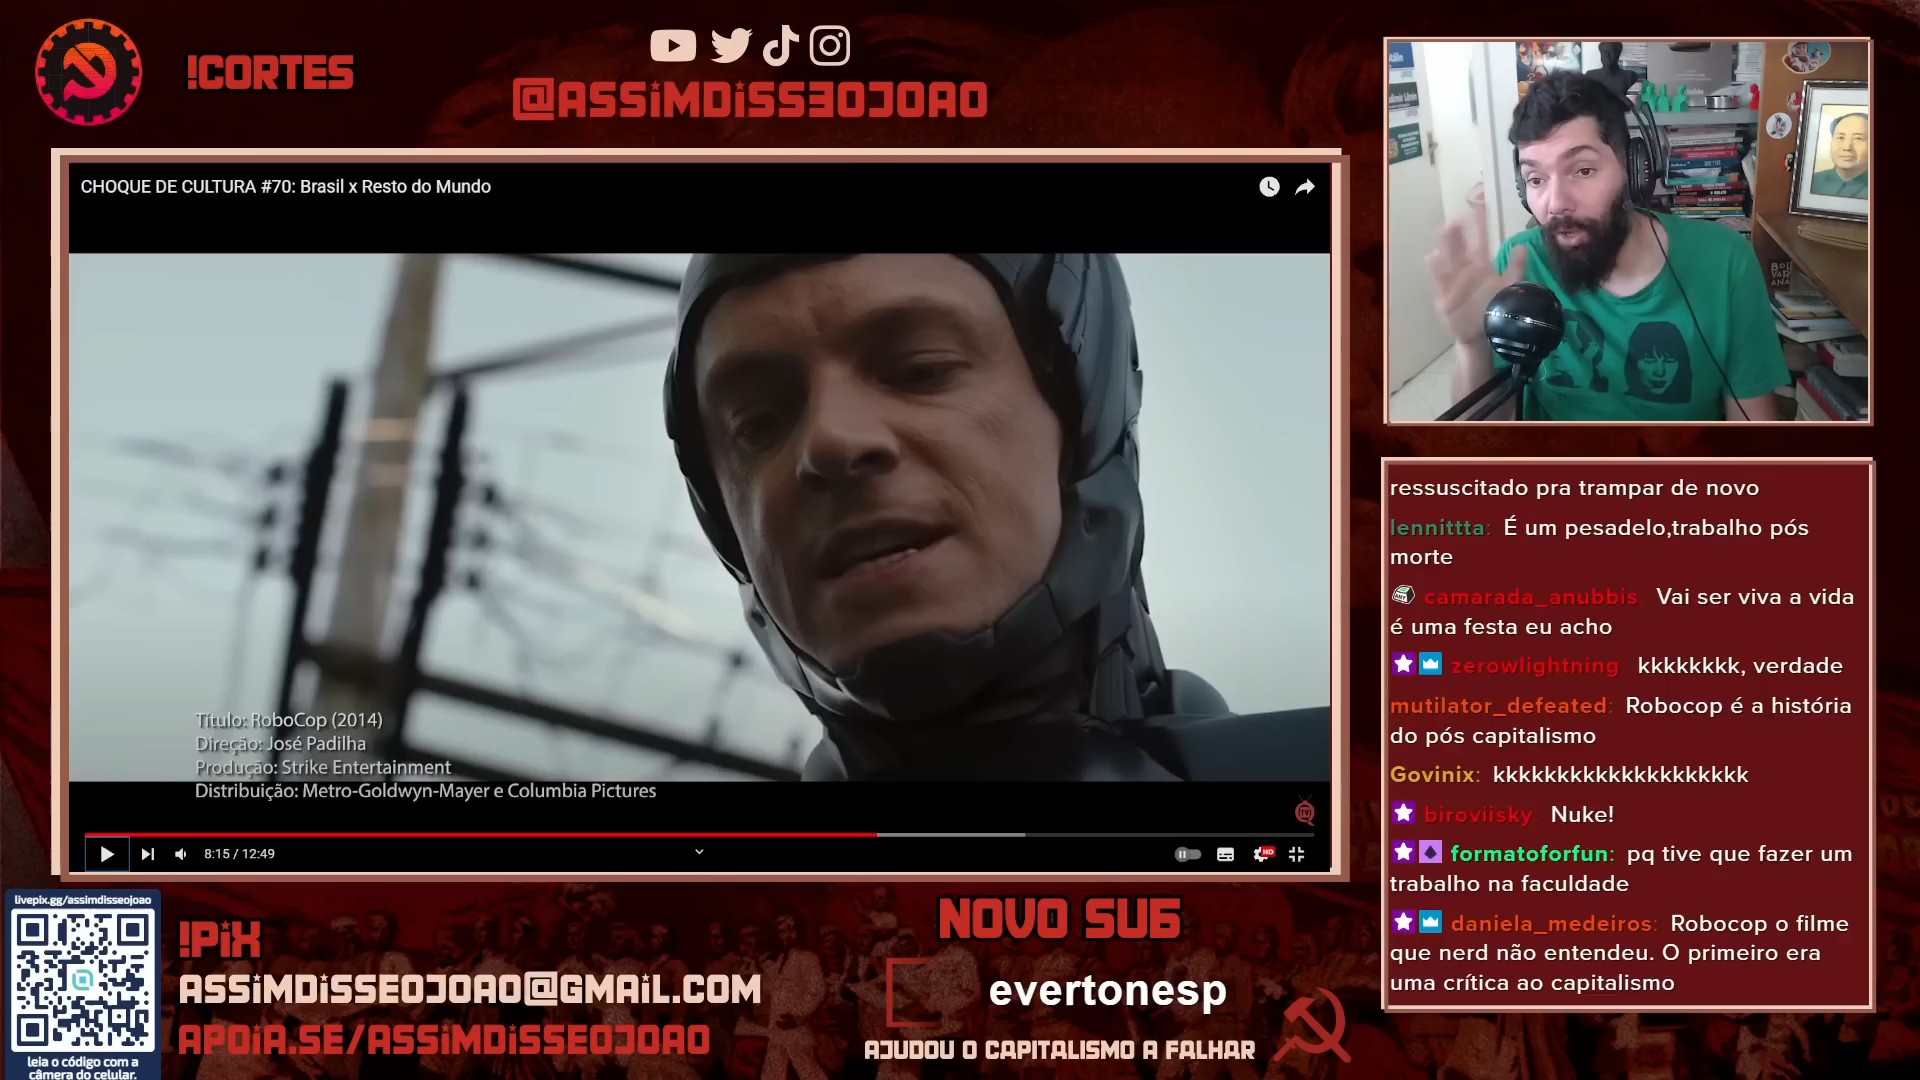 !CORTES
@ASSIMDISSEOJOAO
CHOQUE DE CULTURA #70: Brasil x Resto do Mundo
Título: RoboCop (2014)
Direção: José Padilha
Produção: Strike Entertainment
Distribuição: Metro-Goldwyn-Mayer e Columbia Pictures
8:15 / 12:49
HD
ressuscitado pra trampar de novo
lennittta: É um pesadelo,trabalho pós
morte
camarada_anubbis: Vai ser viva a vida
é uma festa eu acho
zerowlightning kkkkkkkk, verdade
mutilator_defeated: Robocop é a história
do pós capitalismo
Govinix: kkkkkkkkkkkkkkkkkkkk
biroviisky Nuke!
formatoforfun: pq tive que fazer um
trabalho na faculdade
daniela_medeiros: Robocop o filme
que nerd não entendeu. O primeiro era
uma crítica ao capitalismo
livepix.gg/assimdisseojoao
leia o código com a
câmera do celular.
!PIX
ASSIMDISSEOJOAO@GMAIL.COM
APOIA.SE/ASSIMDISSEOJOAO
NOVO SUB
evertonesp
AJUDOU O CAPITALISMO A FALHAR